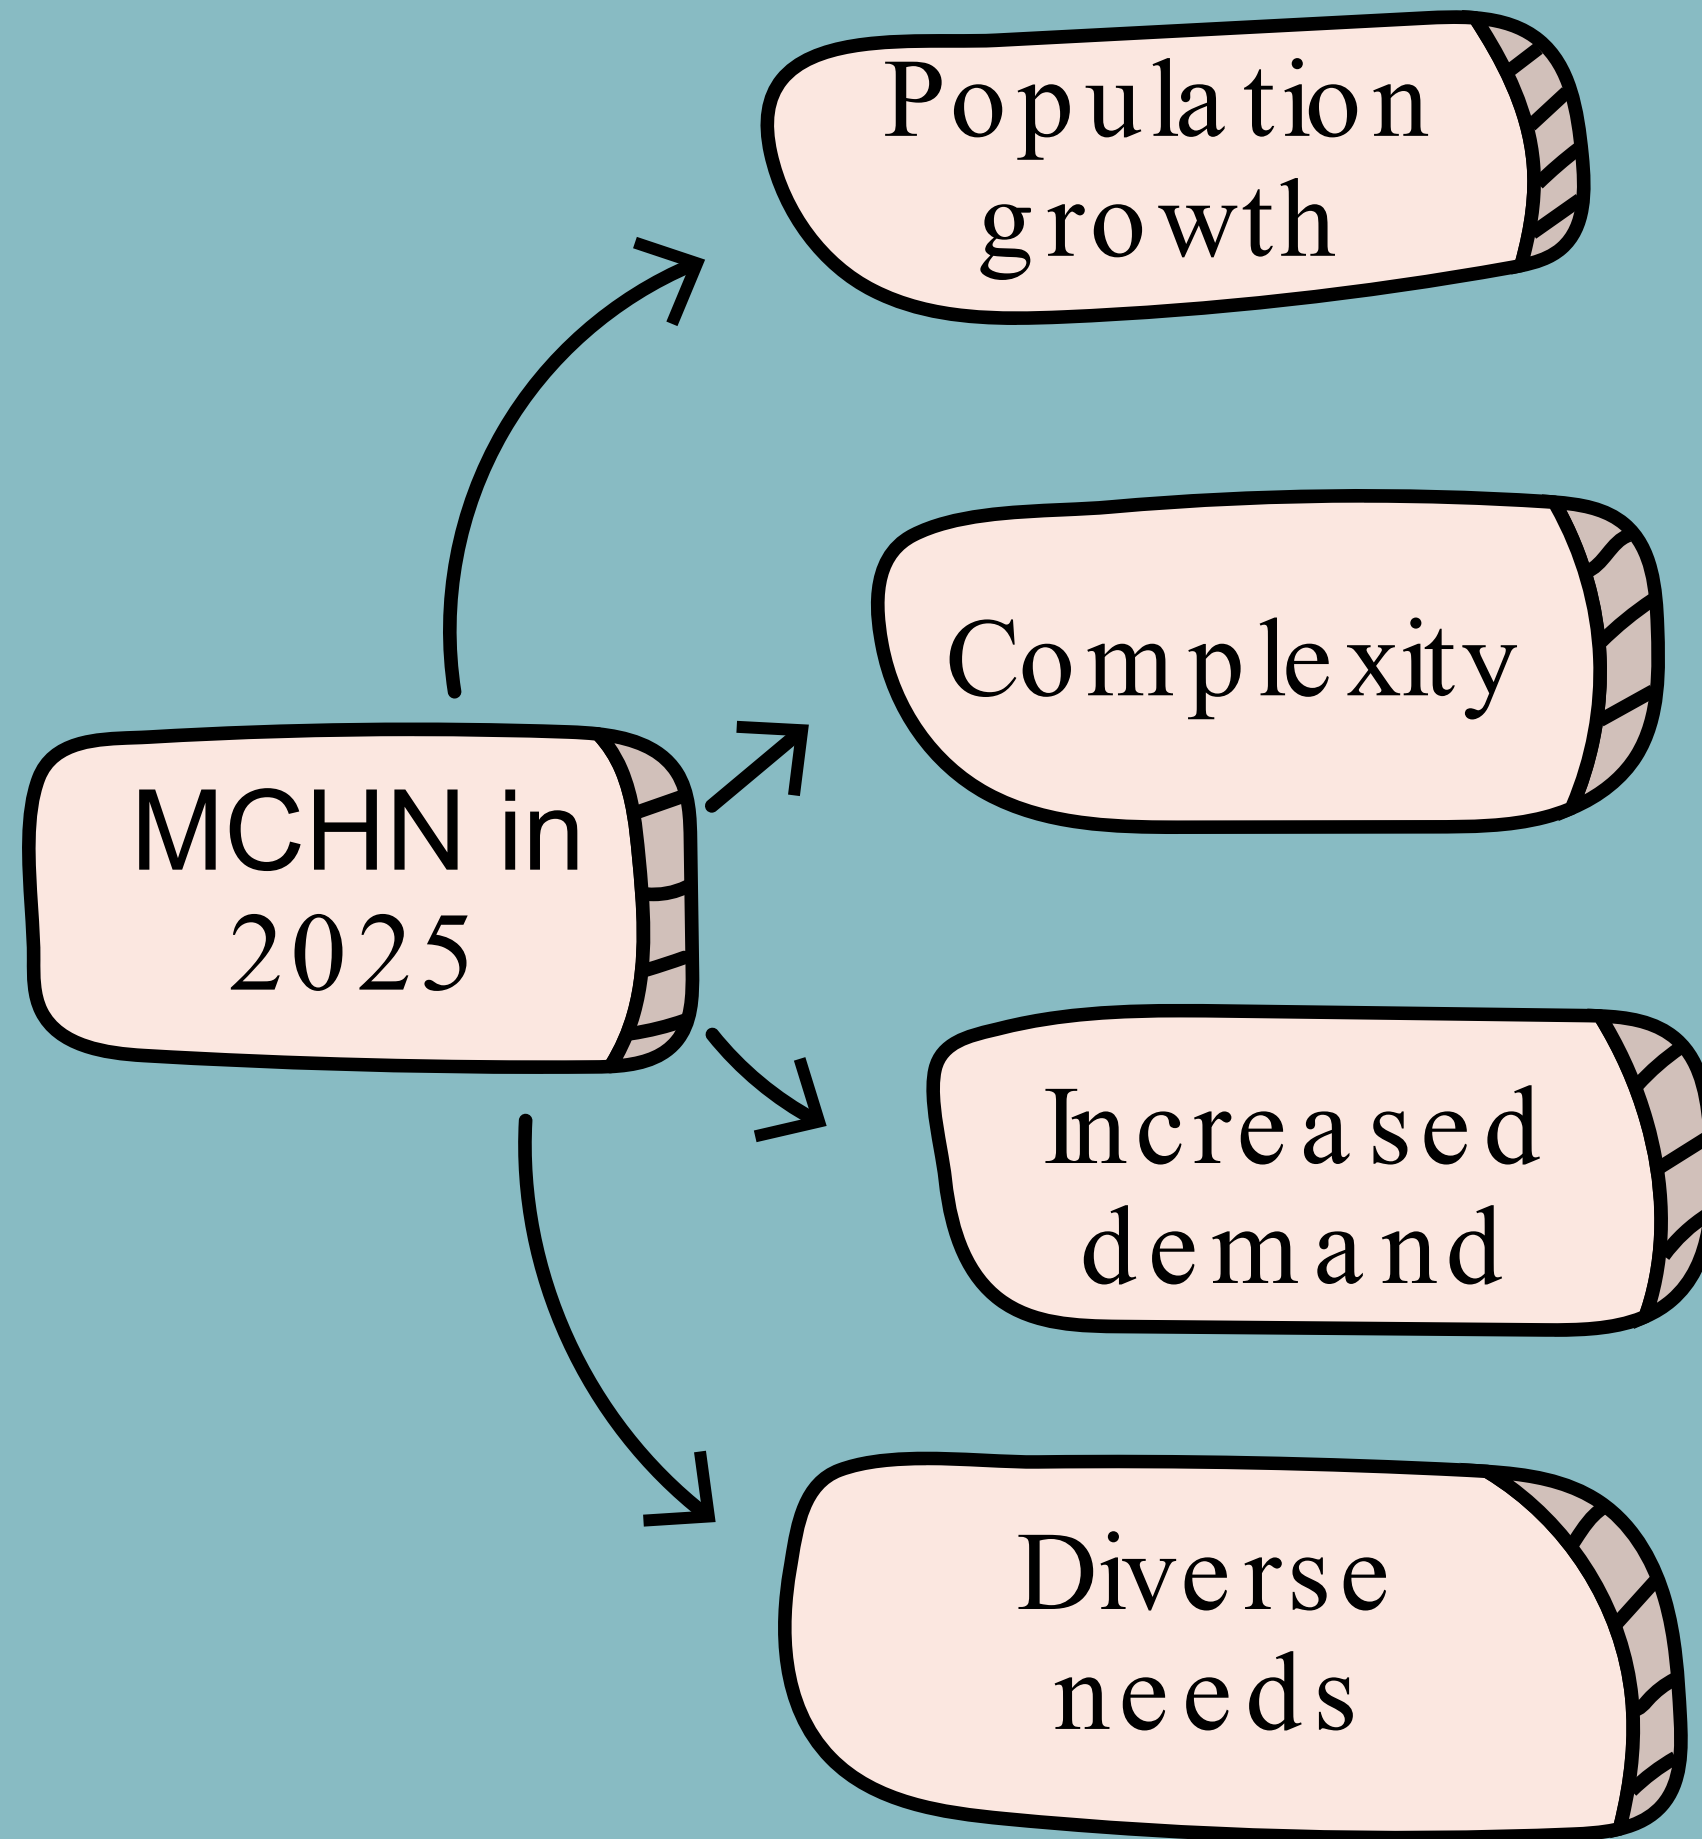 Population
growth
Complexity
MCHN in
2025
Increased
demand
Diverse
needs